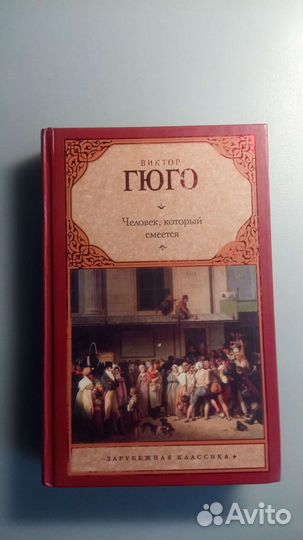 ВИКТОР
ГЮГО
Человек, который
смеется
ЗАРУБЕЖНАЯ КЛАССИКА
Avito